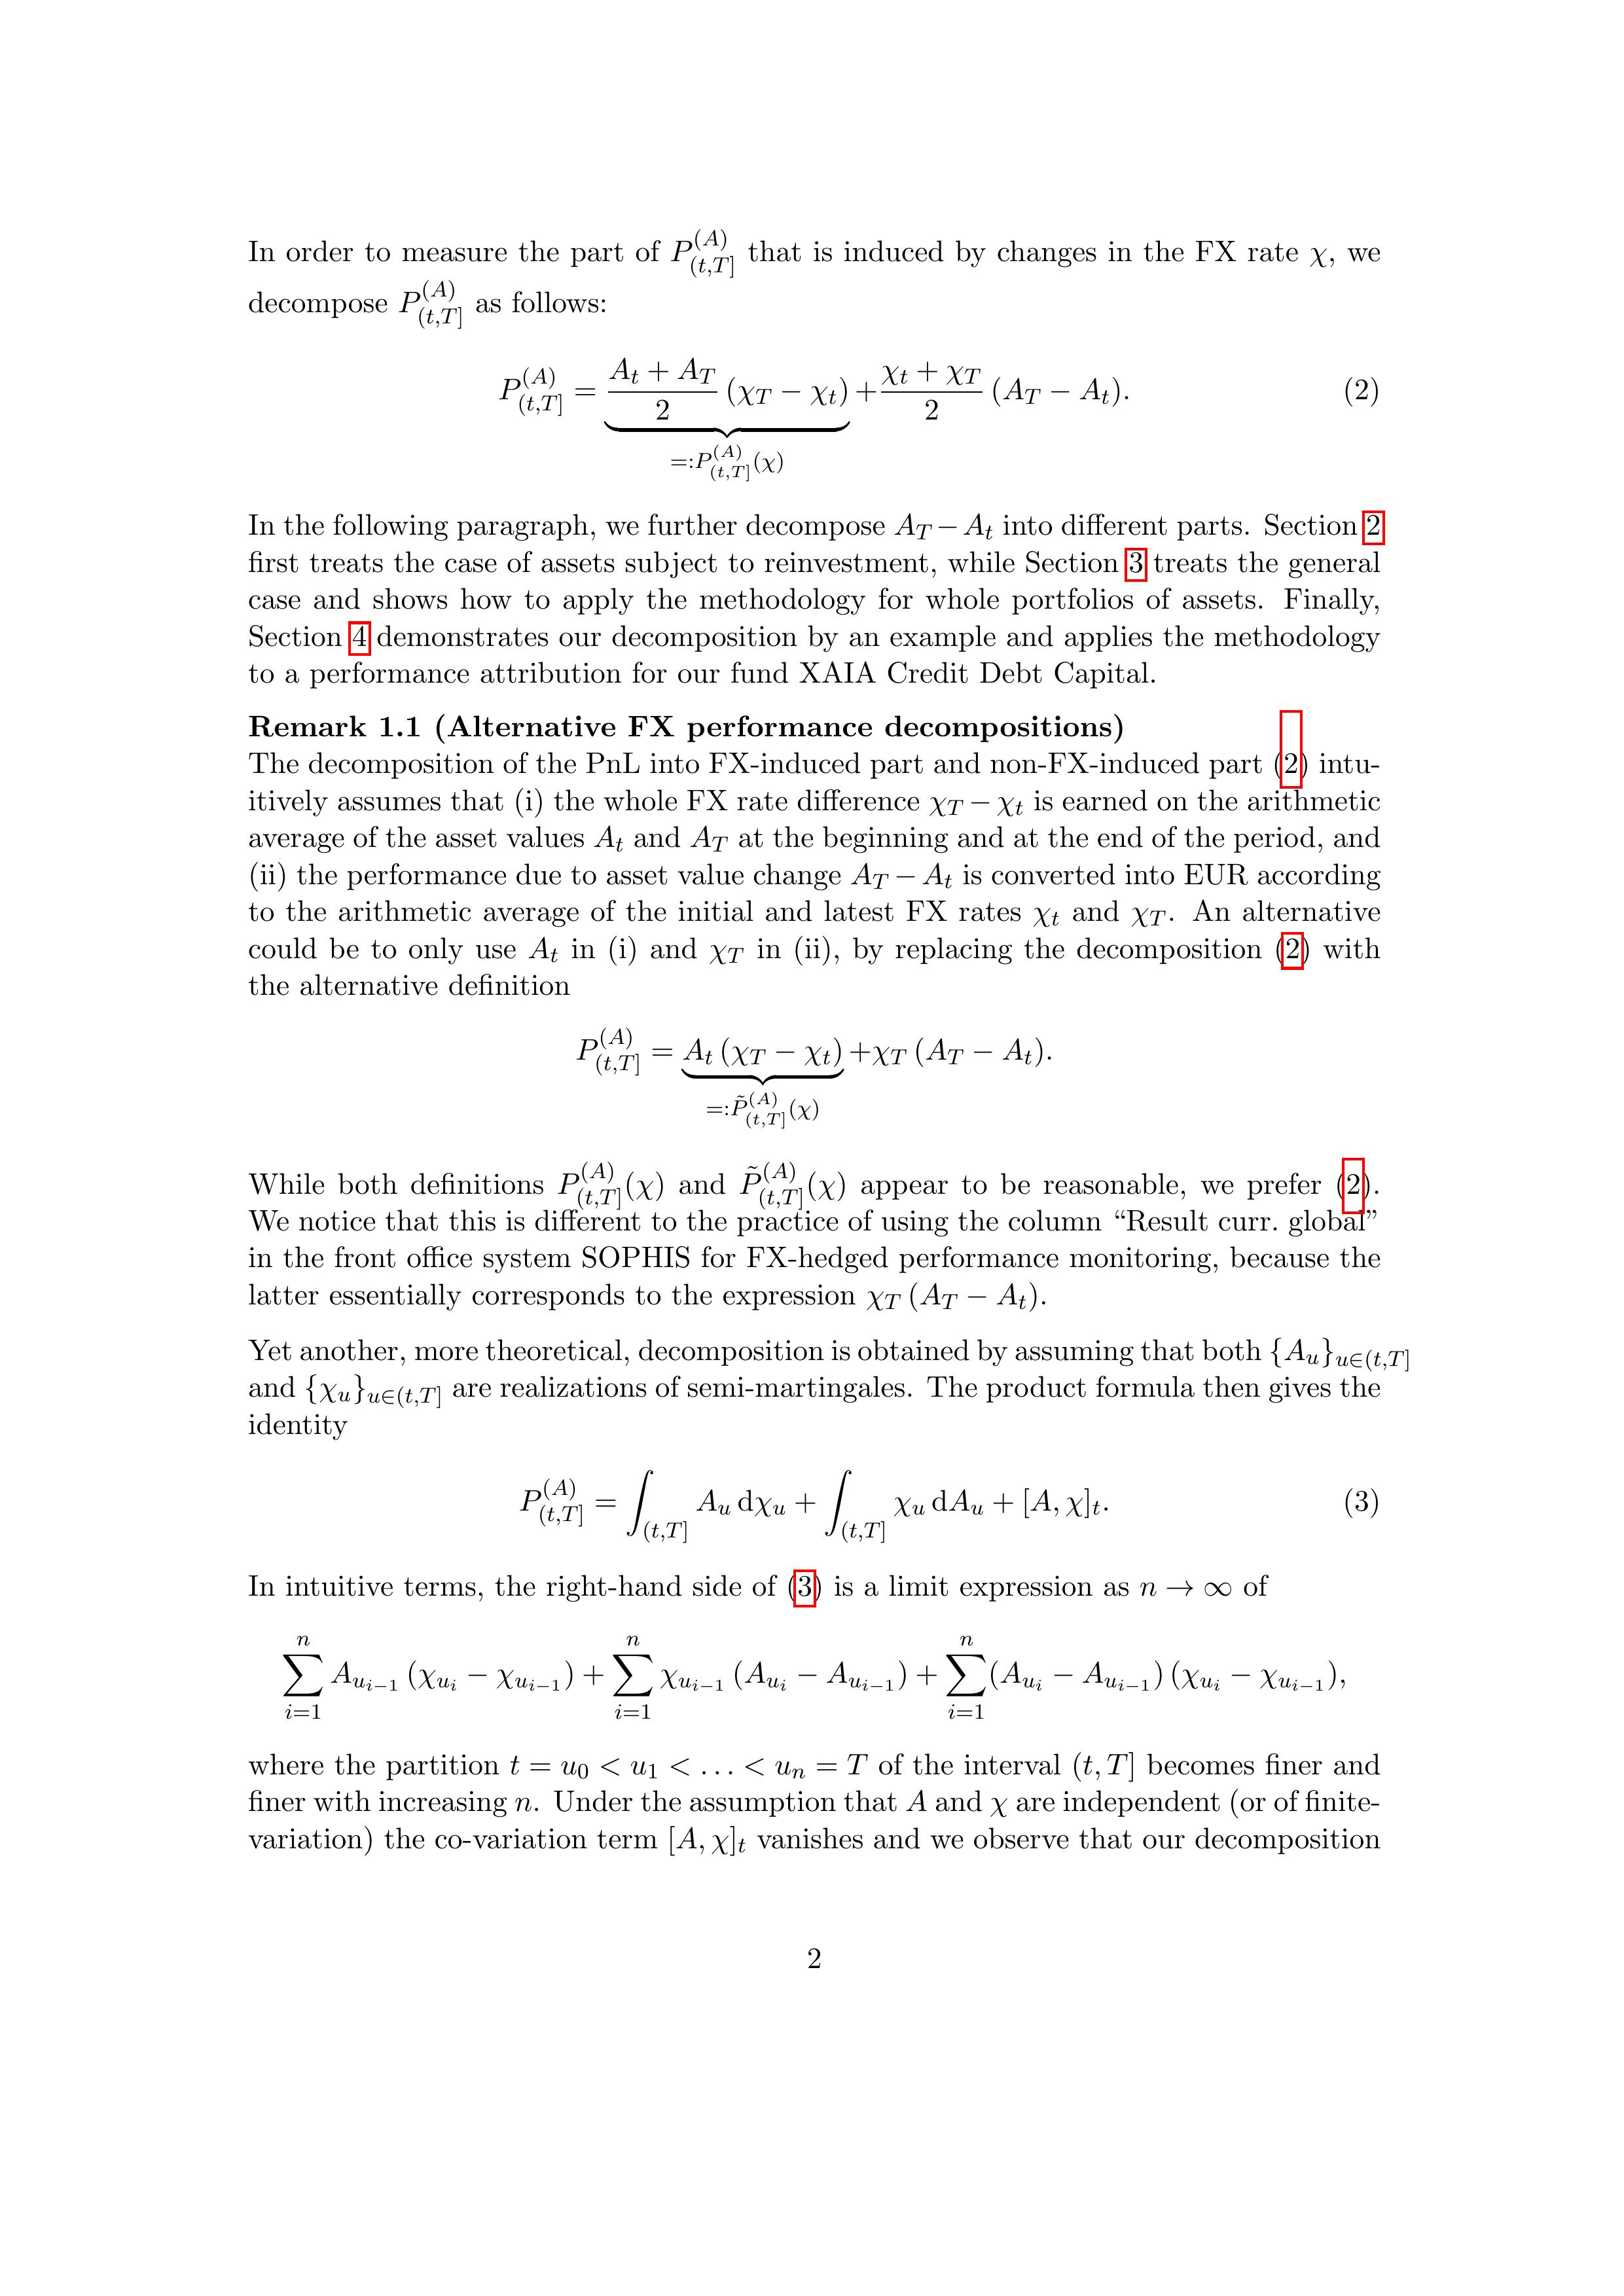 In order to measure the part of $P^{(A)}_{(t,T]}$ that is induced by changes in the FX rate $\chi$, we
decompose $P^{(A)}_{(t,T]}$ as follows:
$P^{(A)}_{(t,T]} = \underbrace{\frac{A_t + A_T}{2} (\chi_T - \chi_t)}_{=:P^{(A)}_{(t,T]}(\chi)} + \frac{\chi_t + \chi_T}{2} (A_T - A_t).$ (2)
In the following paragraph, we further decompose $A_T - A_t$ into different parts. Section 2
first treats the case of assets subject to reinvestment, while Section 3 treats the general
case and shows how to apply the methodology for whole portfolios of assets. Finally,
Section 4 demonstrates our decomposition by an example and applies the methodology
to a performance attribution for our fund XAIA Credit Debt Capital.
Remark 1.1 (Alternative FX performance decompositions)
The decomposition of the PnL into FX-induced part and non-FX-induced part (2) intu-
itively assumes that (i) the whole FX rate difference $\chi_T - \chi_t$ is earned on the arithmetic
average of the asset values $A_t$ and $A_T$ at the beginning and at the end of the period, and
(ii) the performance due to asset value change $A_T - A_t$ is converted into EUR according
to the arithmetic average of the initial and latest FX rates $\chi_t$ and $\chi_T$. An alternative
could be to only use $A_t$ in (i) and $\chi_T$ in (ii), by replacing the decomposition (2) with
the alternative definition
$P^{(A)}_{(t,T]} = \underbrace{A_t (\chi_T - \chi_t)}_{=:\tilde{P}^{(A)}_{(t,T]}(\chi)} + \chi_T (A_T - A_t).$
While both definitions $P^{(A)}_{(t,T]}(\chi)$ and $\tilde{P}^{(A)}_{(t,T]}(\chi)$ appear to be reasonable, we prefer (2).
We notice that this is different to the practice of using the column “Result curr. global”
in the front office system SOPHIS for FX-hedged performance monitoring, because the
latter essentially corresponds to the expression $\chi_T (A_T - A_t)$.
Yet another, more theoretical, decomposition is obtained by assuming that both $\{A_u\}_{u\in(t,T]}$
and $\{\chi_u\}_{u\in(t,T]}$ are realizations of semi-martingales. The product formula then gives the
identity
$P^{(A)}_{(t,T]} = \int_{(t,T]} A_u \, \mathrm{d}\chi_u + \int_{(t,T]} \chi_u \, \mathrm{d}A_u + [A, \chi]_t.$ (3)
In intuitive terms, the right-hand side of (3) is a limit expression as $n \to \infty$ of
$\sum_{i=1}^{n} A_{u_{i-1}} (\chi_{u_i} - \chi_{u_{i-1}}) + \sum_{i=1}^{n} \chi_{u_{i-1}} (A_{u_i} - A_{u_{i-1}}) + \sum_{i=1}^{n} (A_{u_i} - A_{u_{i-1}}) (\chi_{u_i} - \chi_{u_{i-1}}),$
where the partition $t = u_0 < u_1 < \ldots < u_n = T$ of the interval $(t, T]$ becomes finer and
finer with increasing $n$. Under the assumption that $A$ and $\chi$ are independent (or of finite-
variation) the co-variation term $[A, \chi]_t$ vanishes and we observe that our decomposition
2